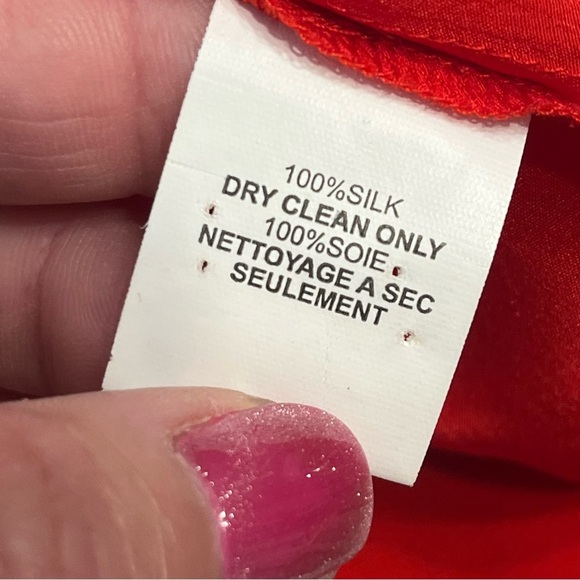 100%SILK
DRY CLEAN ONLY
100%SOIE
NETTOYAGE A SEC
SEULEMENT